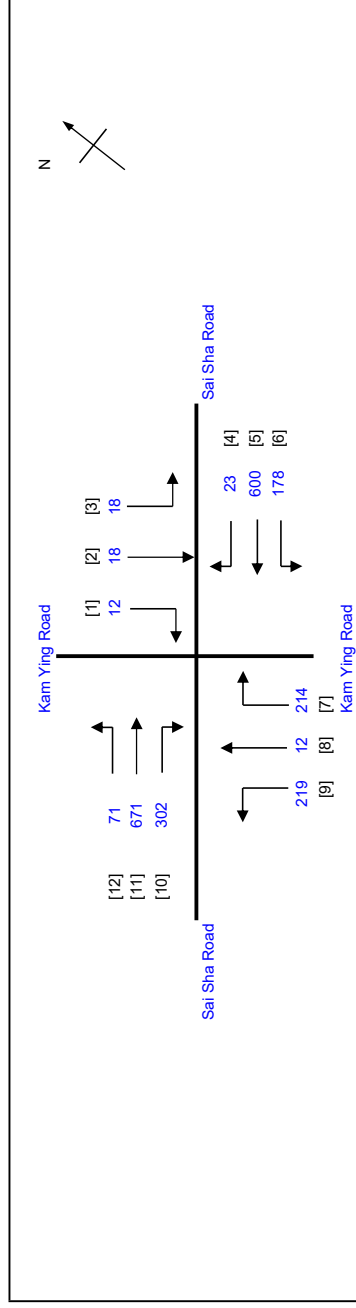 N
Kam Ying Road
[1] [2] [3]
12 18 18
[12] 71
[11] 671
[10] 302
Sai Sha Road
Sai Sha Road
23 [4]
600 [5]
178 [6]
219 12 214
[9] [8] [7]
Kam Ying Road